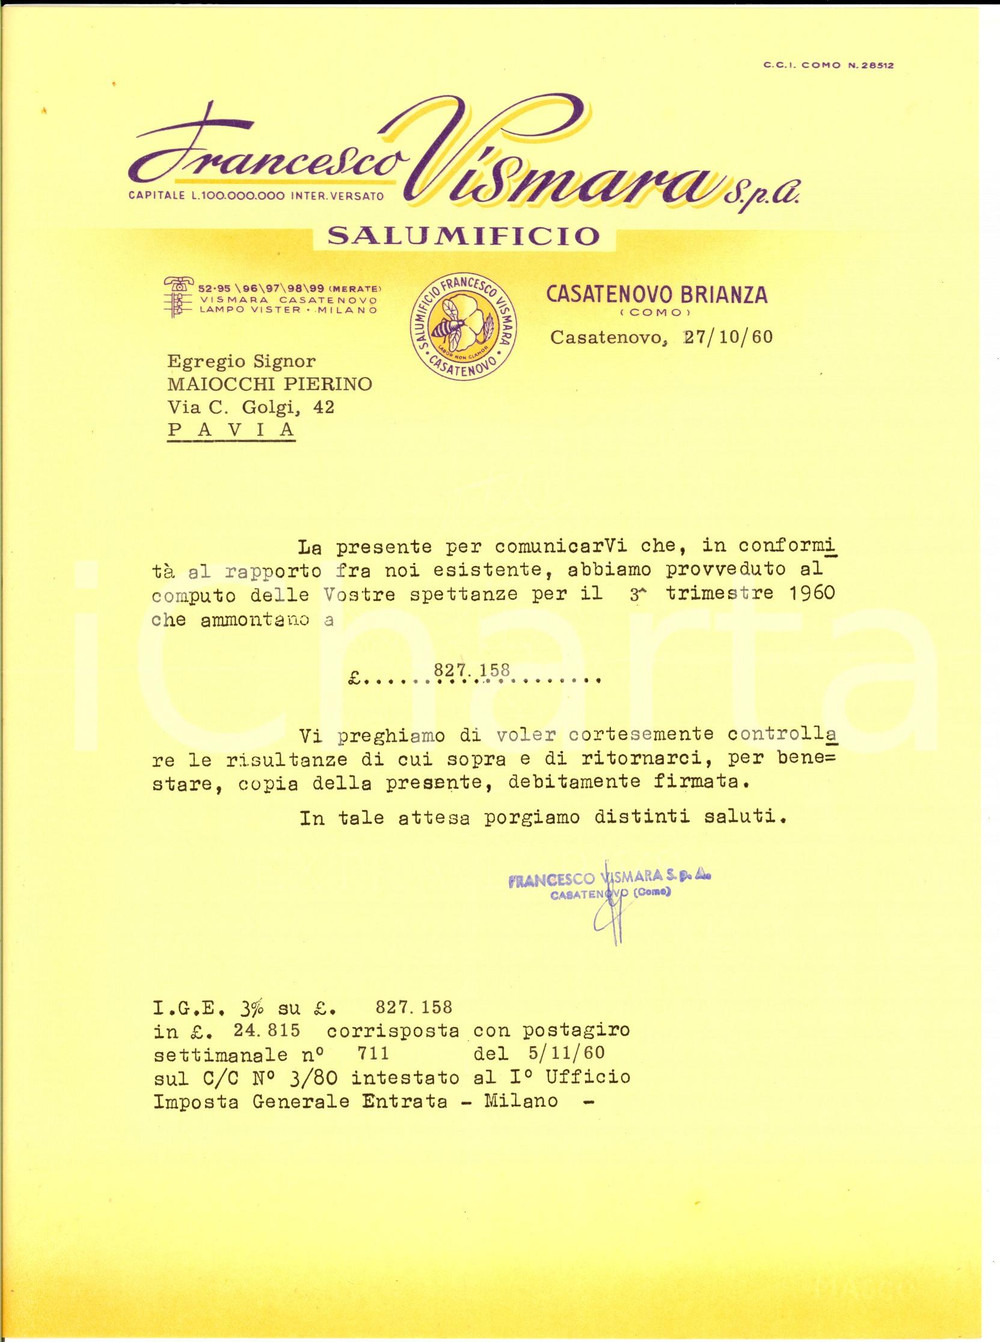 C.C.I. COMO N. 28512
Francesco Vismara S.p.A.
CAPITALE L.100.000.000 INTER. VERSATO
SALUMIFICIO
52-95 \96\97\98\99 (MERATE)
VISMARA CASATENOVO
LAMPO VISTER - MILANO
SALUMIFICIO FRANCESCO VISMARA
LABOR NON CLAMOR
· CASATENOVO ·
CASATENOVO BRIANZA
(COMO)
Casatenovo, 27/10/60
Egregio Signor
MAIOCCHI PIERINO
Via C. Golgi, 42
P A V I A
La presente per comunicarVi che, in conformi
tà al rapporto fra noi esistente, abbiamo provveduto al
computo delle Vostre spettanze per il 3^ trimestre 1960
che ammontano a
£......827.158..........
Vi preghiamo di voler cortesemente controlla
re le risultanze di cui sopra e di ritornarci, per bene=
stare, copia della presente, debitamente firmata.
In tale attesa porgiamo distinti saluti.
FRANCESCO VISMARA S.p.A.
CASATENOVO (Como)
I.G.E. 3% su £. 827.158
in £. 24.815 corrisposta con postagiro
settimanale n° 711 del 5/11/60
sul C/C N° 3/80 intestato al I° Ufficio
Imposta Generale Entrata - Milano -
iCharta